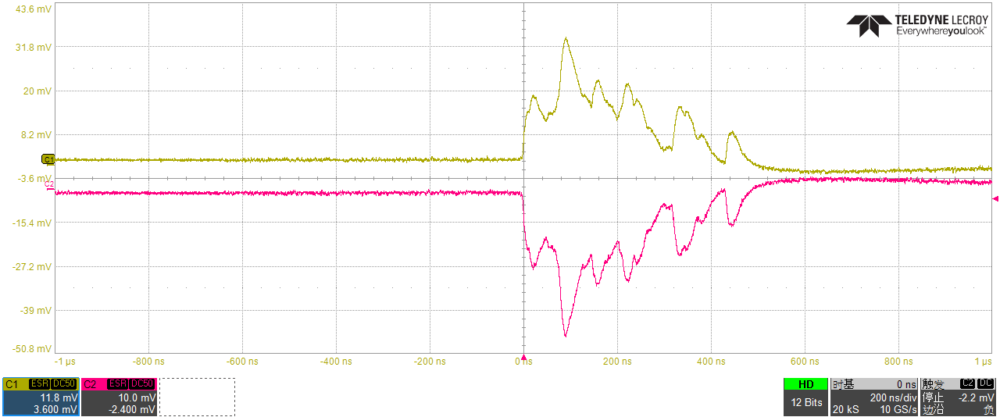 43.6 mV
31.8 mV
20 mV
8.2 mV
-3.6 mV
-15.4 mV
-27.2 mV
-39 mV
-50.8 mV
C1
C2
TELEDYNE LECROY
Everywhereyoulook™
-1 µs
-800 ns
-600 ns
-400 ns
-200 ns
0 ns
200 ns
400 ns
600 ns
800 ns
1 µs
C1 ESR DC50
11.8 mV
3.600 mV
C2 ESR DC50
10.0 mV
-2.400 mV
HD
12 Bits
时基 0 ns
200 ns/div
20 kS 10 GS/s
触发 C2 DC
停止 -2.2 mV
边沿 负